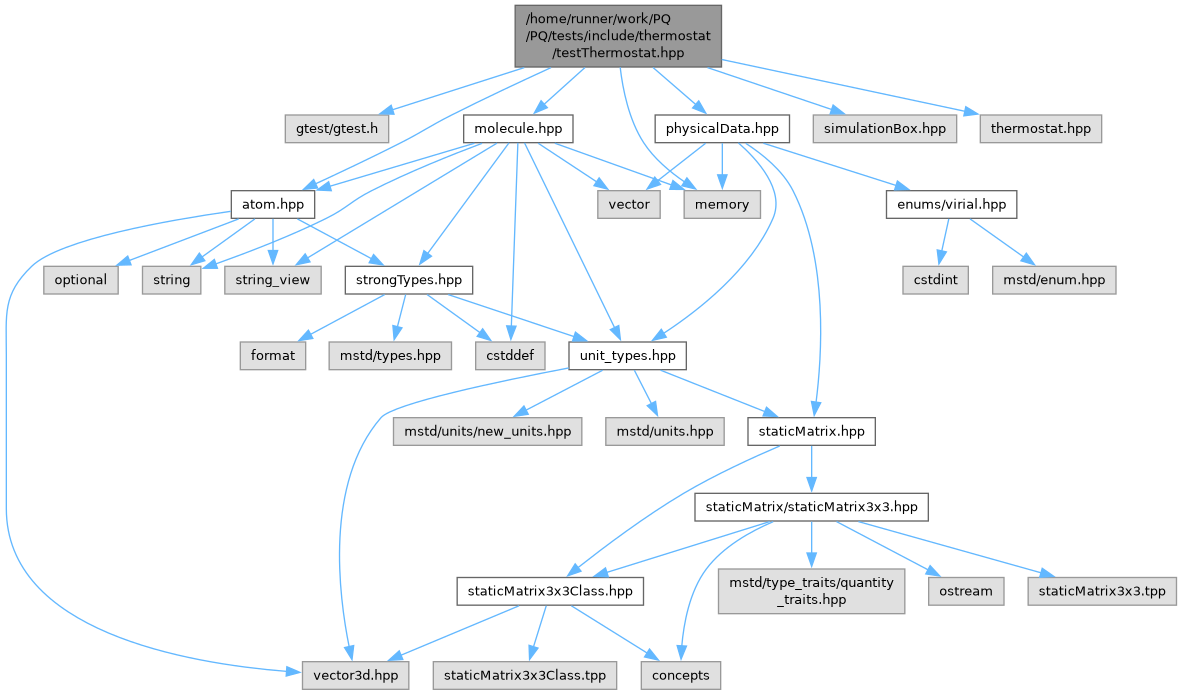 /home/runner/work/PQ
/PQ/tests/include/thermostat
/testThermostat.hpp
gtest/gtest.h
molecule.hpp
physicalData.hpp
simulationBox.hpp
thermostat.hpp
atom.hpp
vector
memory
enums/virial.hpp
optional
string
string_view
strongTypes.hpp
cstdint
mstd/enum.hpp
format
mstd/types.hpp
cstddef
unit_types.hpp
mstd/units/new_units.hpp
mstd/units.hpp
staticMatrix.hpp
staticMatrix/staticMatrix3x3.hpp
staticMatrix3x3Class.hpp
mstd/type_traits/quantity
_traits.hpp
ostream
staticMatrix3x3.tpp
vector3d.hpp
staticMatrix3x3Class.tpp
concepts